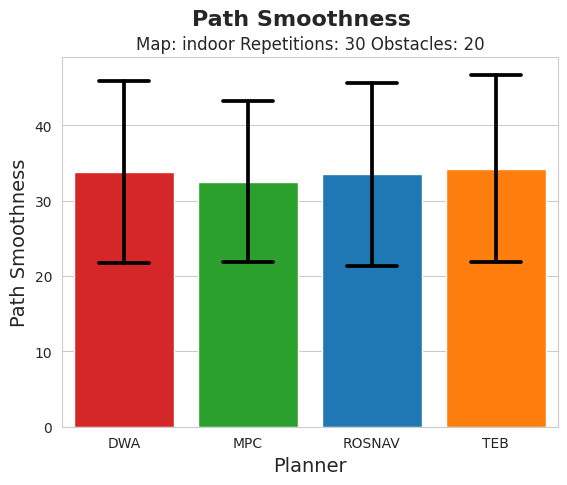 Path Smoothness
Map: indoor Repetitions: 30 Obstacles: 20
Path Smoothness
40
30
20
10
0
DWA MPC ROSNAV TEB
Planner